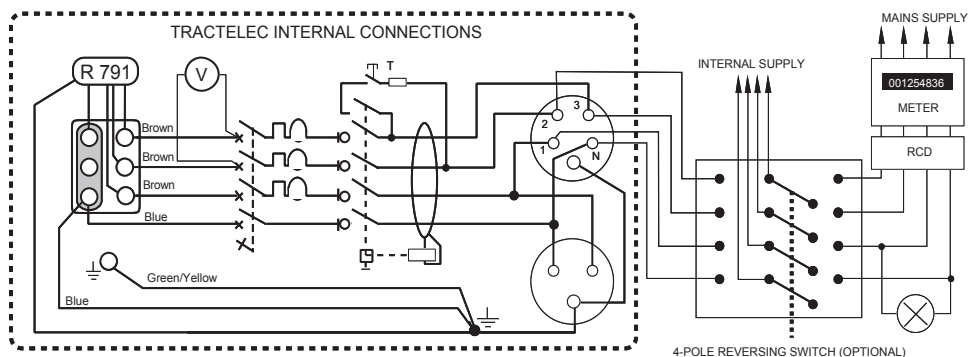 TRACTELEC INTERNAL CONNECTIONS
MAINS SUPPLY
R 791
V
T
INTERNAL SUPPLY
001254836
METER
RCD
3
2
1
N
Brown
Brown
Brown
Blue
Green/Yellow
Blue
4-POLE REVERSING SWITCH (OPTIONAL)